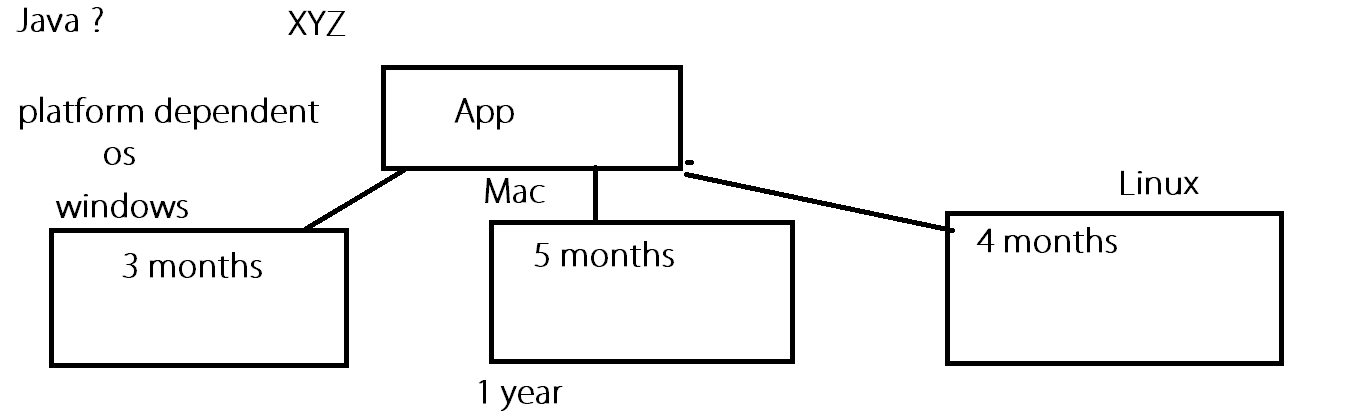 Java ?
XYZ
platform dependent
os
App
windows
Mac
Linux
3 months
5 months
4 months
1 year